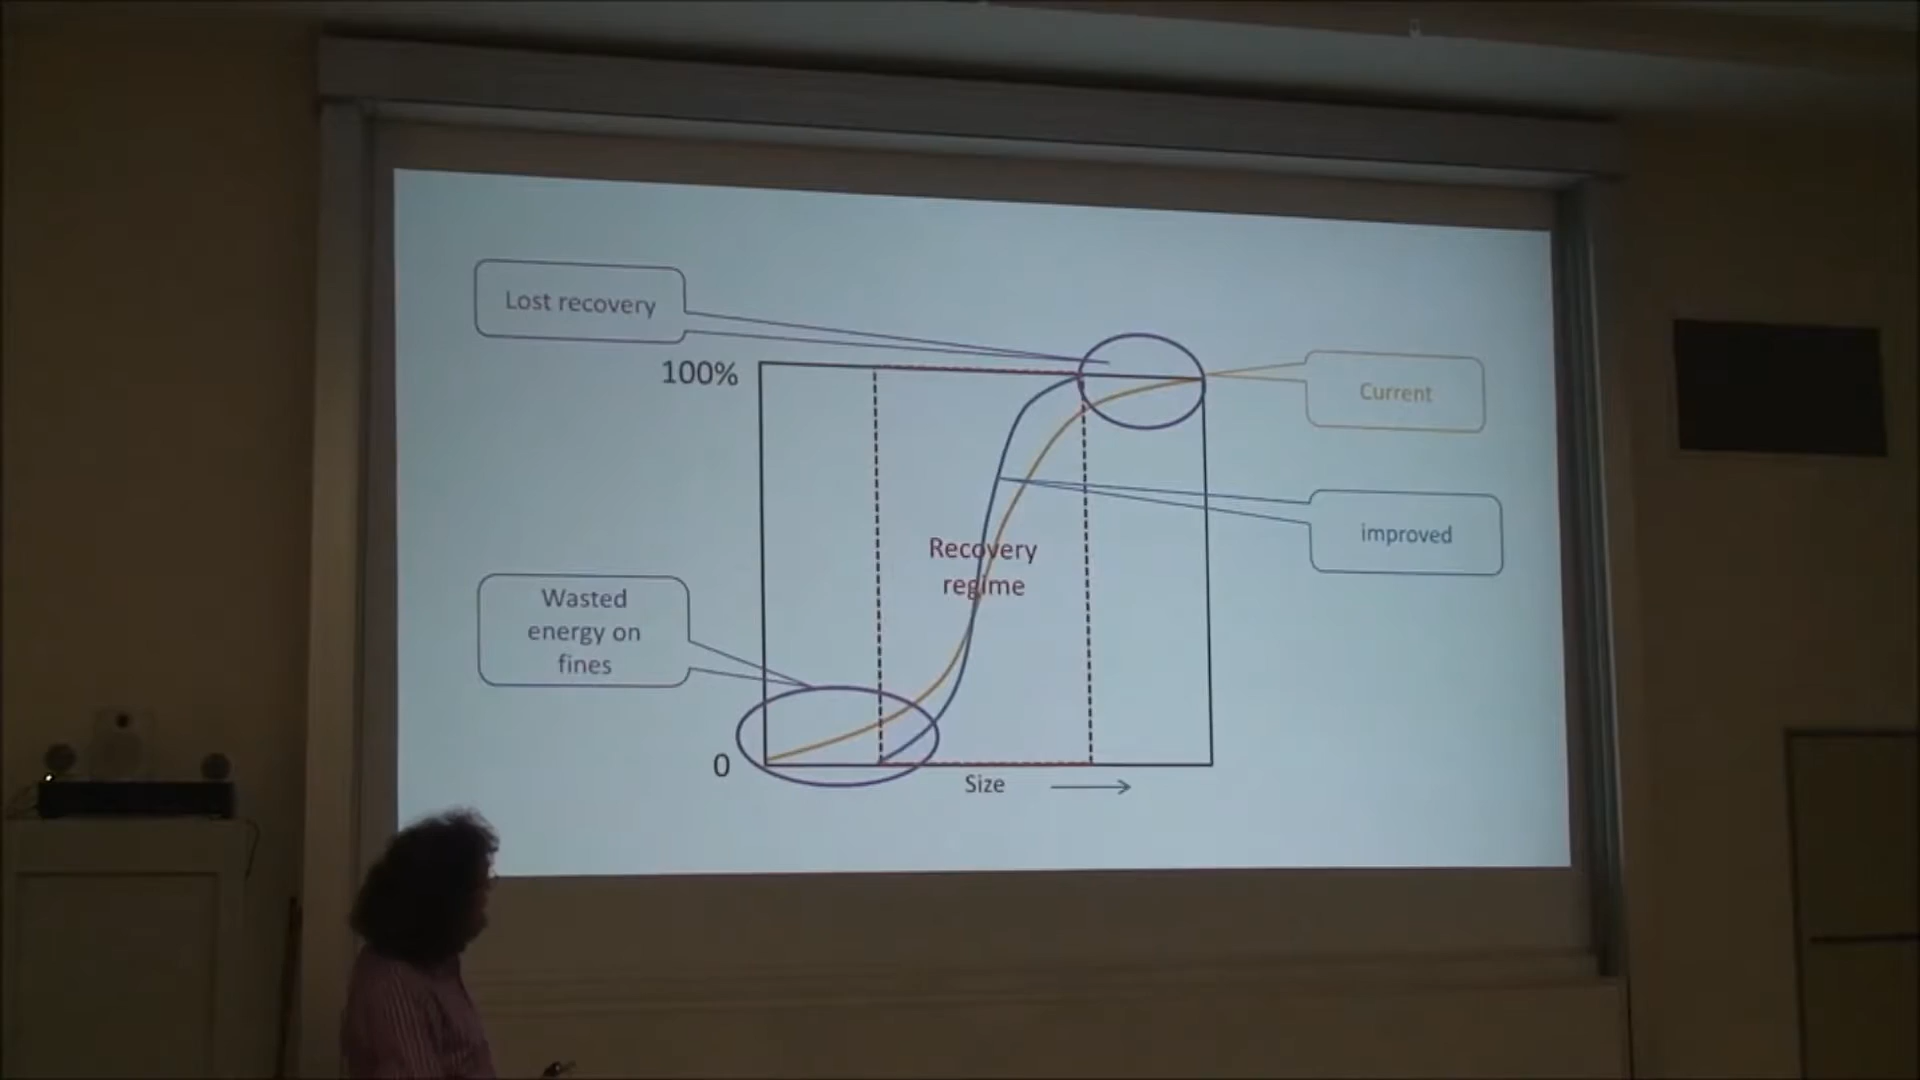 Lost recovery
100%
Current
improved
Recovery
regime
Wasted
energy on
fines
0
Size